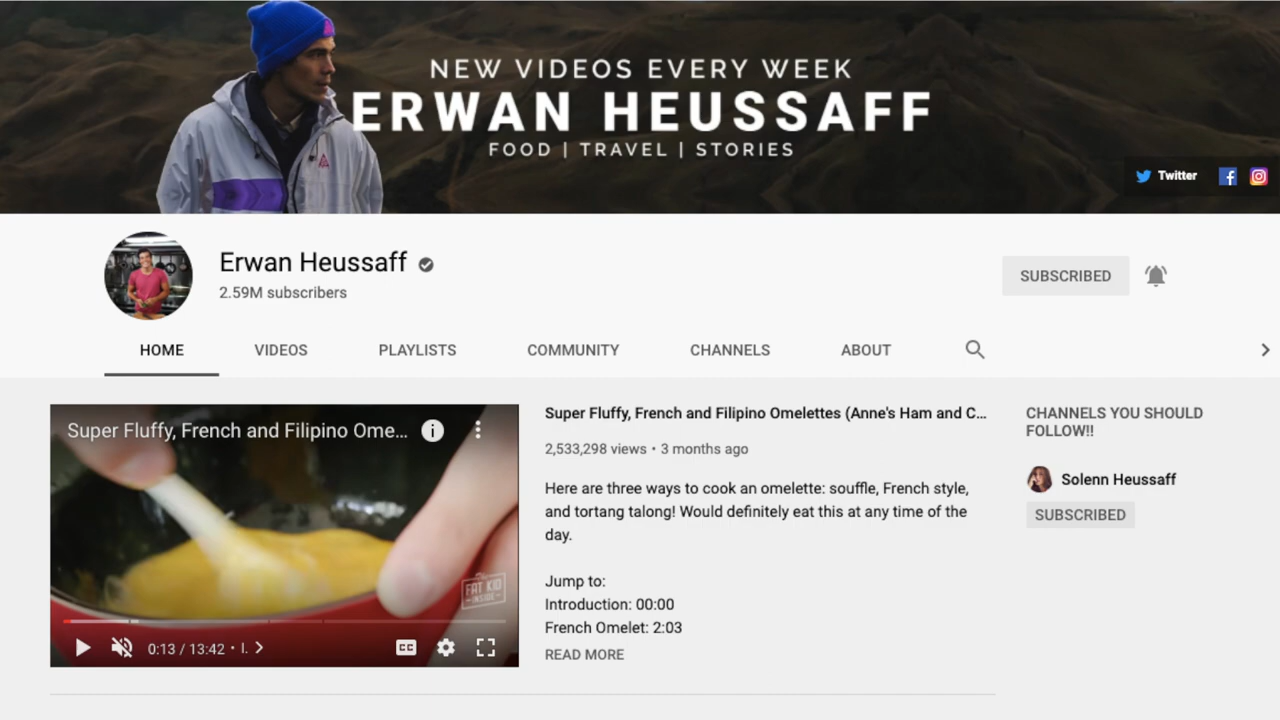 NEW VIDEOS EVERY WEEK
ERWAN HEUSSAFF
FOOD | TRAVEL | STORIES
Twitter
Erwan Heussaff
2.59M subscribers
SUBSCRIBED
HOME
VIDEOS
PLAYLISTS
COMMUNITY
CHANNELS
ABOUT
Super Fluffy, French and Filipino Ome...
FAT KID
INSIDE
0:13 / 13:42 • I.
CC
Super Fluffy, French and Filipino Omelettes (Anne's Ham and C...
2,533,298 views • 3 months ago
Here are three ways to cook an omelette: souffle, French style,
and tortang talong! Would definitely eat this at any time of the
day.
Jump to:
Introduction: 00:00
French Omelet: 2:03
READ MORE
CHANNELS YOU SHOULD
FOLLOW!!
Solenn Heussaff
SUBSCRIBED